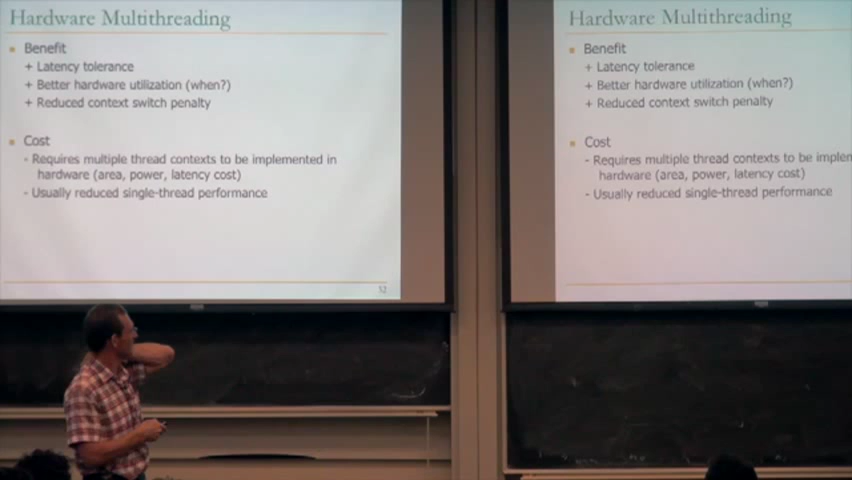 Hardware Multithreading
Benefit
+ Latency tolerance
+ Better hardware utilization (when?)
+ Reduced context switch penalty
Cost
- Requires multiple thread contexts to be implemented in
hardware (area, power, latency cost)
- Usually reduced single-thread performance
32
Hardware Multithreading
Benefit
+ Latency tolerance
+ Better hardware utilization (when?)
+ Reduced context switch penalty
Cost
- Requires multiple thread contexts to be implem
hardware (area, power, latency cost)
- Usually reduced single-thread performance